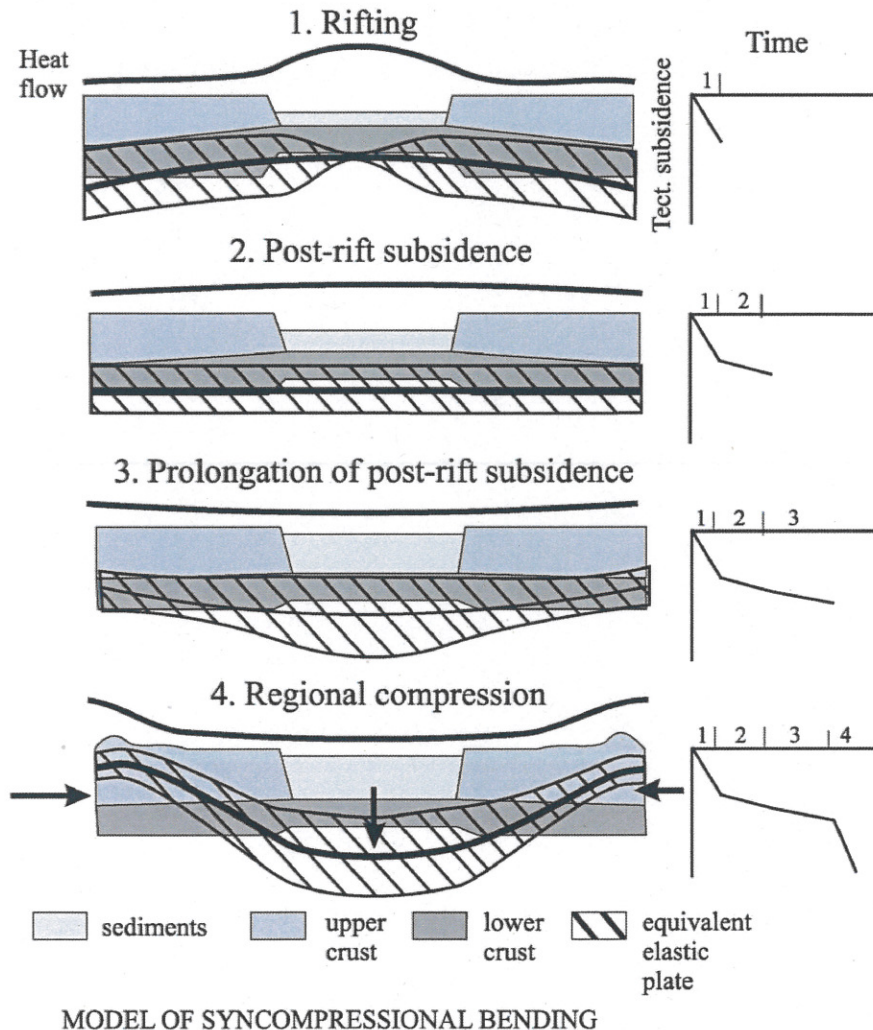 1. Rifting
Heat
flow
Time
1
Tect. subsidence
2. Post-rift subsidence
1 2
3. Prolongation of post-rift subsidence
1 2 3
4. Regional compression
1 2 3 4
sediments
upper
crust
lower
crust
equivalent
elastic
plate
MODEL OF SYNCOMPRESSIONAL BENDING